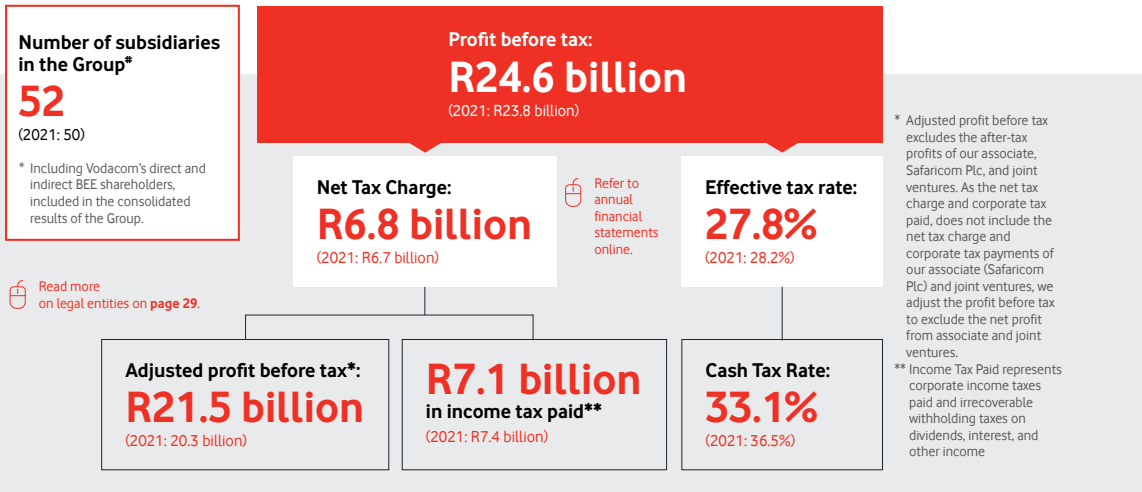 Number of subsidiaries
in the Group#
52
(2021: 50)
* Including Vodacom's direct and
indirect BEE shareholders,
included in the consolidated
results of the Group.
Read more
on legal entities on page 29.
Profit before tax:
R24.6 billion
(2021: R23.8 billion)
Net Tax Charge:
R6.8 billion
(2021: R6.7 billion)
Refer to
annual
financial
statements
online.
Effective tax rate:
27.8%
(2021: 28.2%)
Adjusted profit before tax*:
R21.5 billion
(2021: 20.3 billion)
R7.1 billion
in income tax paid**
(2021: R7.4 billion)
Cash Tax Rate:
33.1%
(2021: 36.5%)
* Adjusted profit before tax
excludes the after-tax
profits of our associate,
Safaricom Plc, and joint
ventures. As the net tax
charge and corporate tax
paid, does not include the
net tax charge and
corporate tax payments of
our associate (Safaricom
Plc) and joint ventures, we
adjust the profit before tax
to exclude the net profit
from associate and joint
ventures.
** Income Tax Paid represents
corporate income taxes
paid and irrecoverable
withholding taxes on
dividends, interest, and
other income